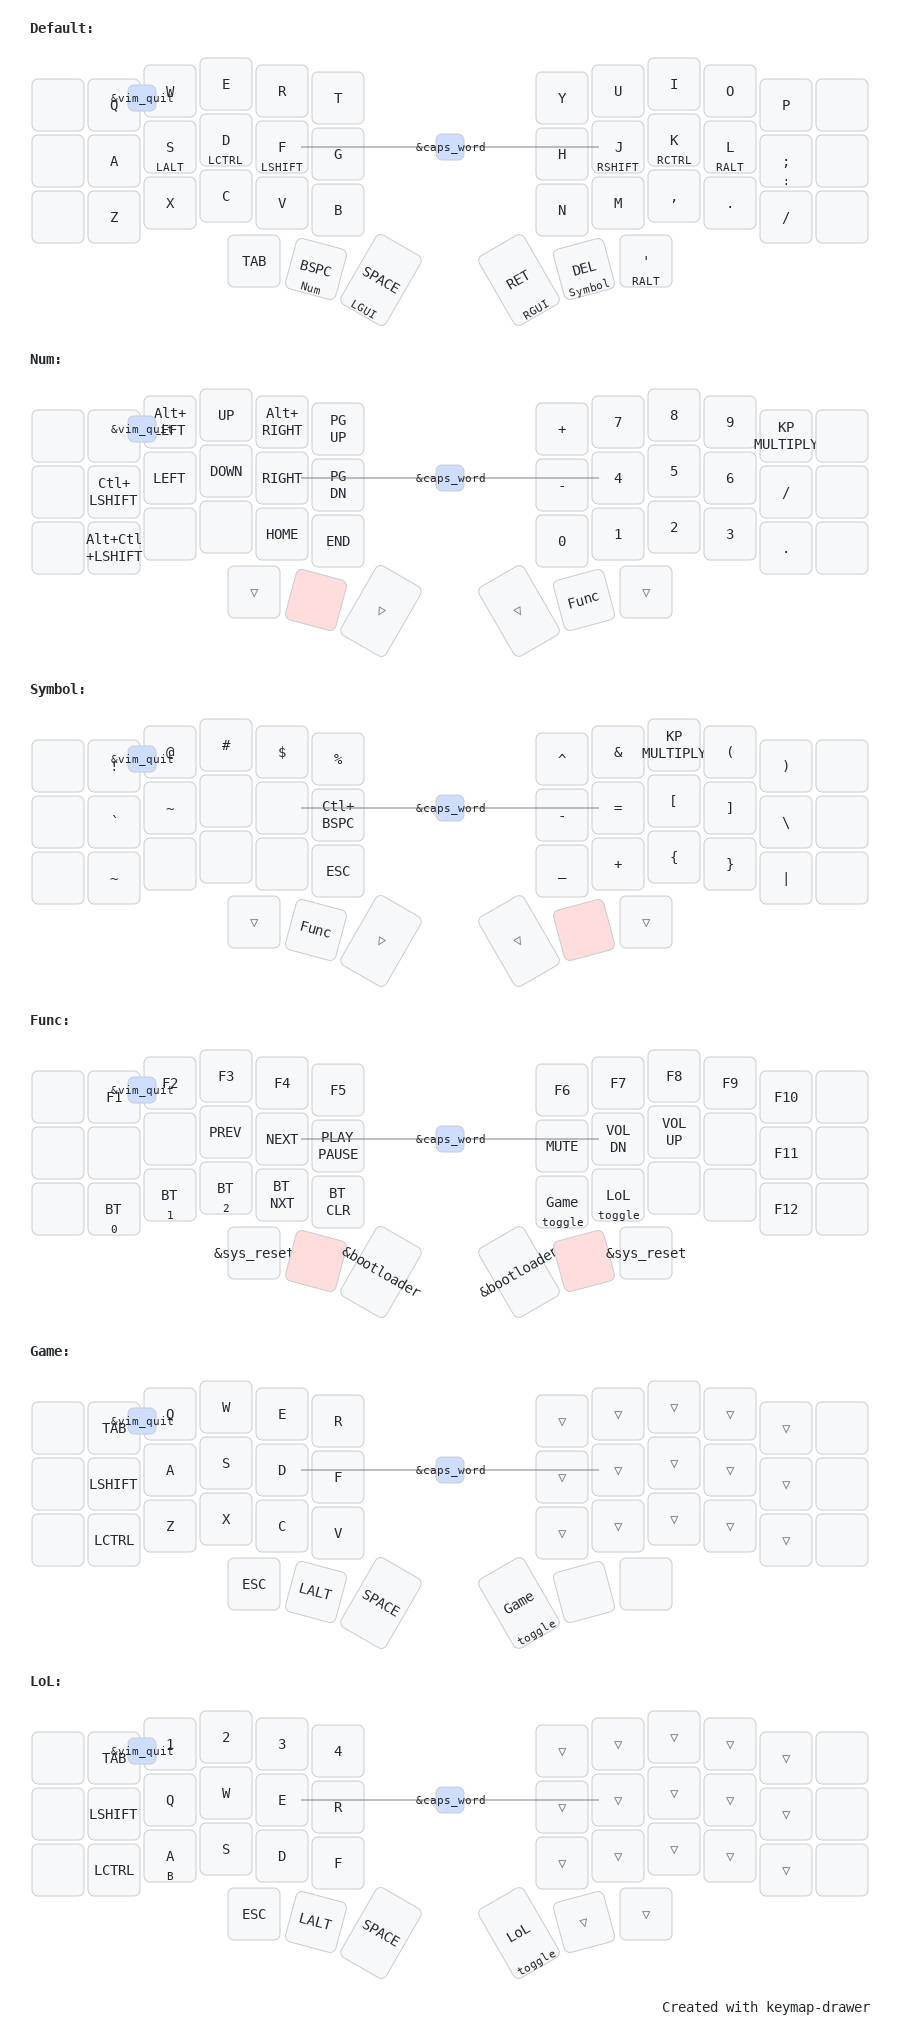 Default:
Q &vim_quit W E R T Y U I O P
A S D F G &caps_word H J K L ;
LALT LCTRL LSHIFT RSHIFT RCTRL RALT :
Z X C V B N M , . /
TAB BSPC SPACE RET DEL '
Num LGUI RGUI Symbol RALT
Num:
&vim_quit Alt+ LEFT UP Alt+ RIGHT PG UP + 7 8 9 KP MULTIPLY
Ctl+ LSHIFT LEFT DOWN RIGHT PG DN &caps_word - 4 5 6 /
Alt+Ctl +LSHIFT HOME END 0 1 2 3 .
▽ ▷ ◁ Func ▽
Symbol:
! &vim_quit @ # $ % ^ & KP MULTIPLY ( )
` ~ Ctl+ BSPC &caps_word - = [ ] \
~ ESC _ + { } |
▽ Func ▷ ◁ ▽
Func:
F1 &vim_quit F2 F3 F4 F5 F6 F7 F8 F9 F10
PREV NEXT PLAY PAUSE &caps_word MUTE VOL DN VOL UP F11
BT 0 BT 1 BT 2 BT NXT BT CLR Game toggle LoL toggle F12
&sys_reset &bootloader &bootloader &sys_reset
Game:
TAB &vim_quit Q W E R ▽ ▽ ▽ ▽ ▽
LSHIFT A S D F &caps_word ▽ ▽ ▽ ▽ ▽
LCTRL Z X C V ▽ ▽ ▽ ▽ ▽
ESC LALT SPACE Game toggle
LoL:
TAB &vim_quit 1 2 3 4 ▽ ▽ ▽ ▽ ▽
LSHIFT Q W E R &caps_word ▽ ▽ ▽ ▽ ▽
LCTRL A B S D F ▽ ▽ ▽ ▽ ▽
ESC LALT SPACE LoL toggle ▽ ▽
Created with keymap-drawer